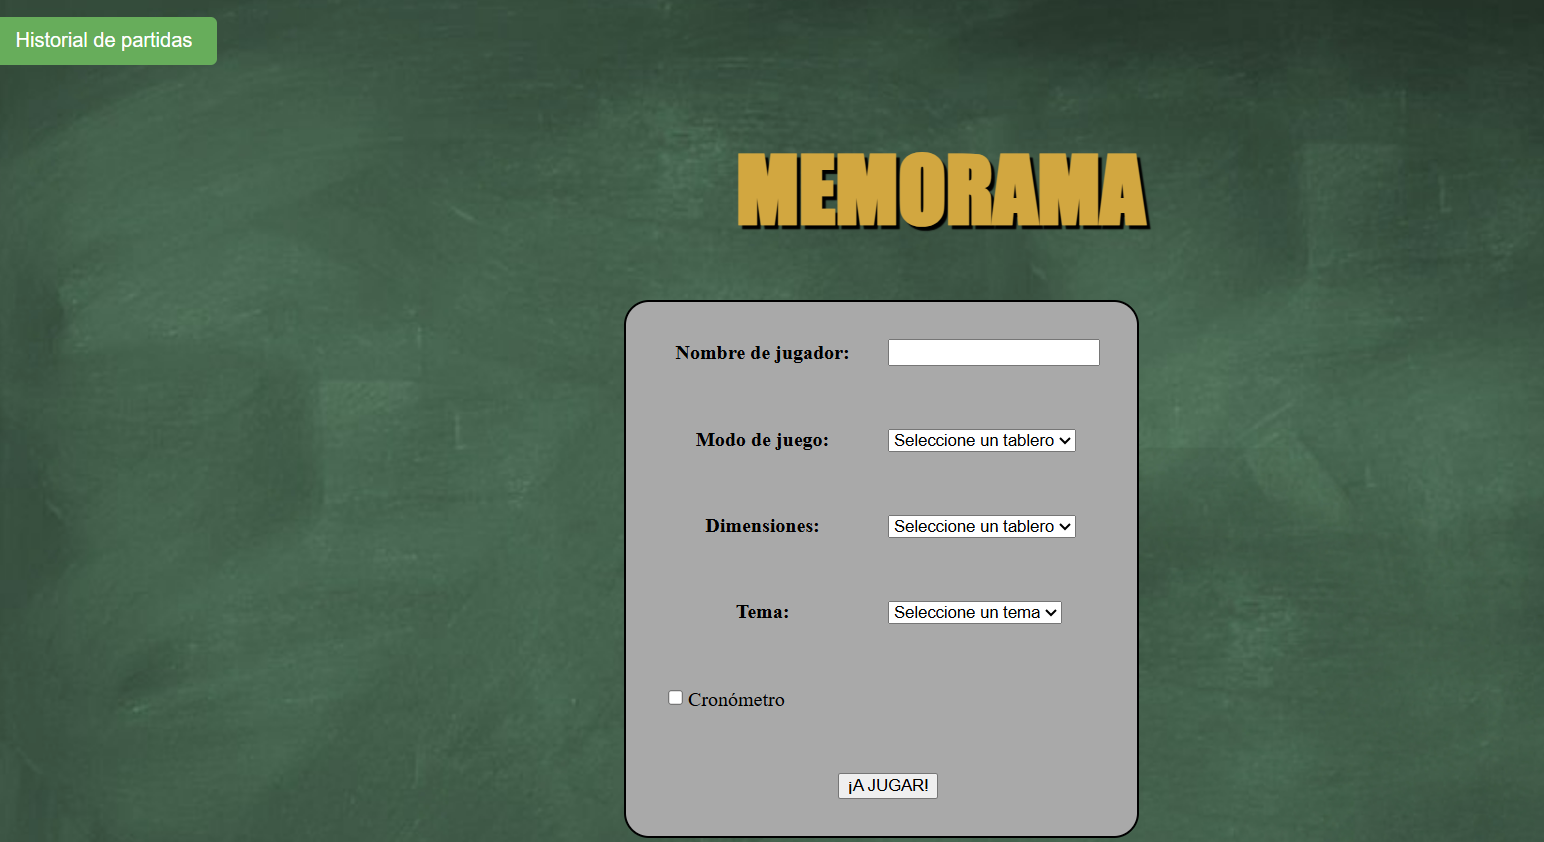 Historial de partidas
MEMORAMA
Nombre de jugador:
Modo de juego: Seleccione un tablero
Dimensiones: Seleccione un tablero
Tema: Seleccione un tema
Cronómetro
¡A JUGAR!